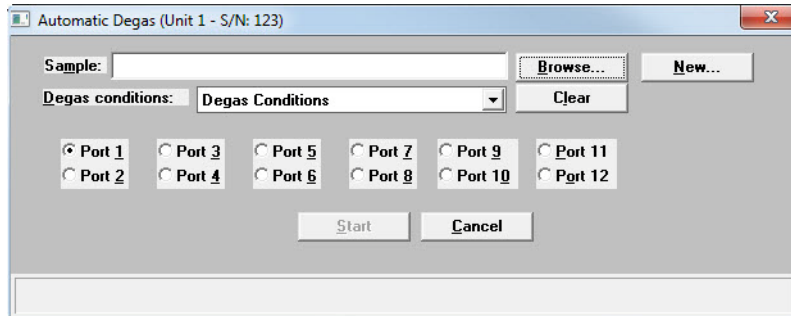 Automatic Degas (Unit 1 - S/N: 123)
Sample: Browse... New...
Degas conditions: Degas Conditions Clear
Port 1 Port 3 Port 5 Port 7 Port 9 Port 11
Port 2 Port 4 Port 6 Port 8 Port 10 Port 12
Start Cancel